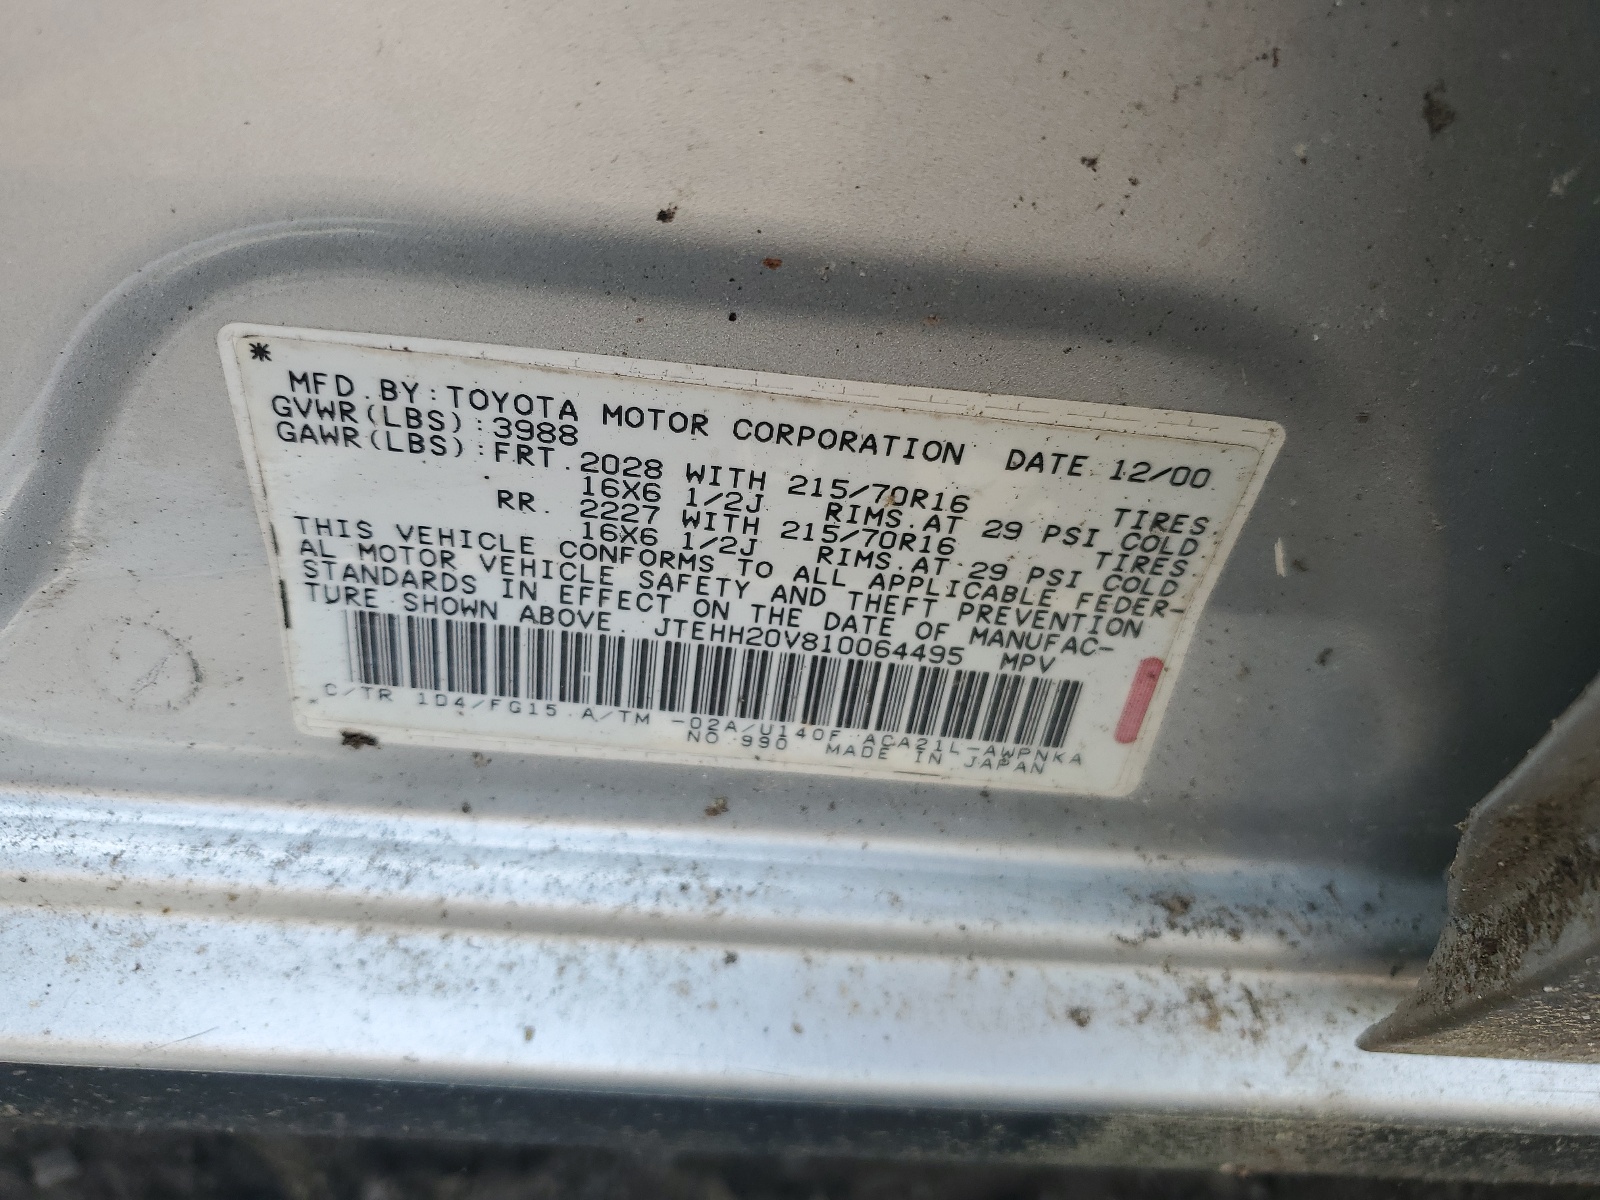 *
MFD. BY: TOYOTA MOTOR CORPORATION DATE 12/00
GVWR(LBS): 3988
GAWR(LBS): FRT. 2028 WITH 215/70R16 TIRES.
16X6 1/2J RIMS. AT 29 PSI COLD.
RR. 2227 WITH 215/70R16 TIRES.
16X6 1/2J RIMS. AT 29 PSI COLD.
THIS VEHICLE CONFORMS TO ALL APPLICABLE FEDER-
AL MOTOR VEHICLE SAFETY AND THEFT PREVENTION
STANDARDS IN EFFECT ON THE DATE OF MANUFAC-
TURE SHOWN ABOVE. JTEHH20V810064495 MPV
C/TR 1D4/FG15 A/TM -02A/U140F ACA21L-AWPNKA
NO.990 MADE IN JAPAN